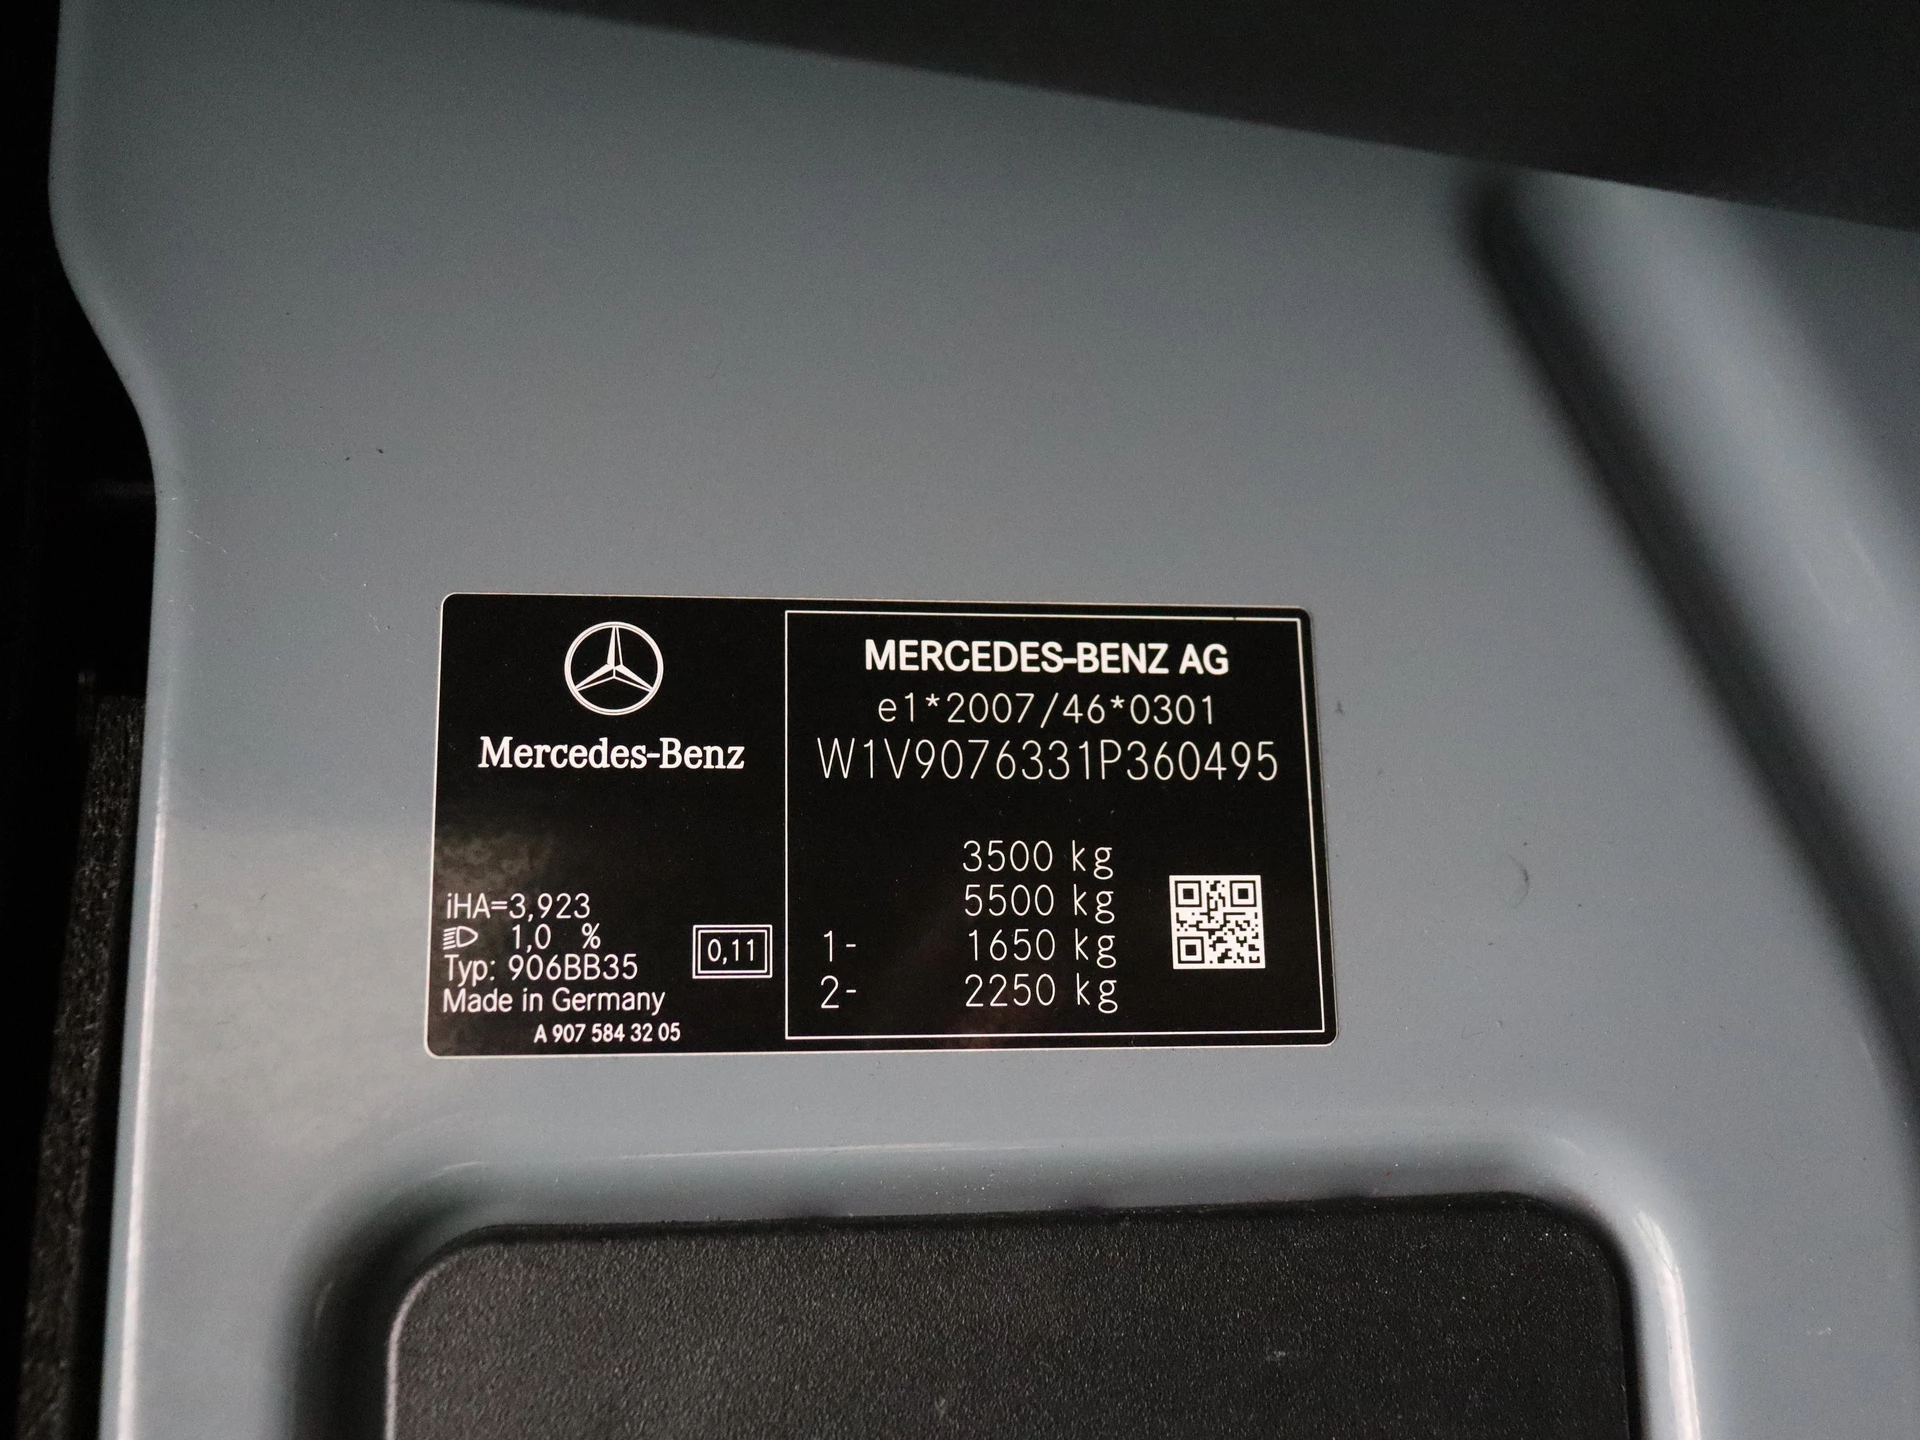 Mercedes-Benz
iHA=3,923
1,0 %
Typ: 906BB35
Made in Germany
A 907 584 32 05
0,11
MERCEDES-BENZ AG
e1*2007/46*0301
W1V9076331P360495
3500 kg
5500 kg
1- 1650 kg
2- 2250 kg